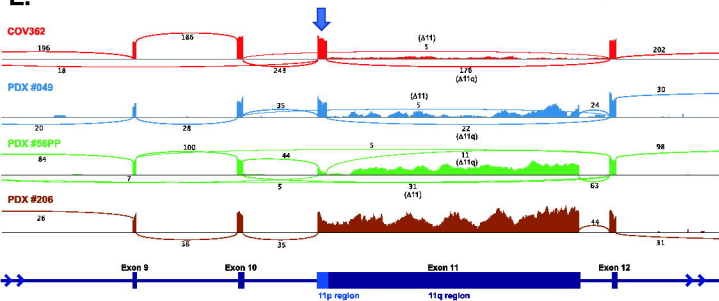 E.
COV362
196
186
(Δ11)
5
202
18
243
176
(Δ11q)
PDX #049
35
(Δ11)
5
24
30
20
28
22
(Δ11q)
PDX #56PP
84
100
44
5
11
(Δ11q)
98
7
5
31
(Δ11)
63
PDX #206
26
38
35
44
31
Exon 9
Exon 10
Exon 11
Exon 12
11p region
11q region